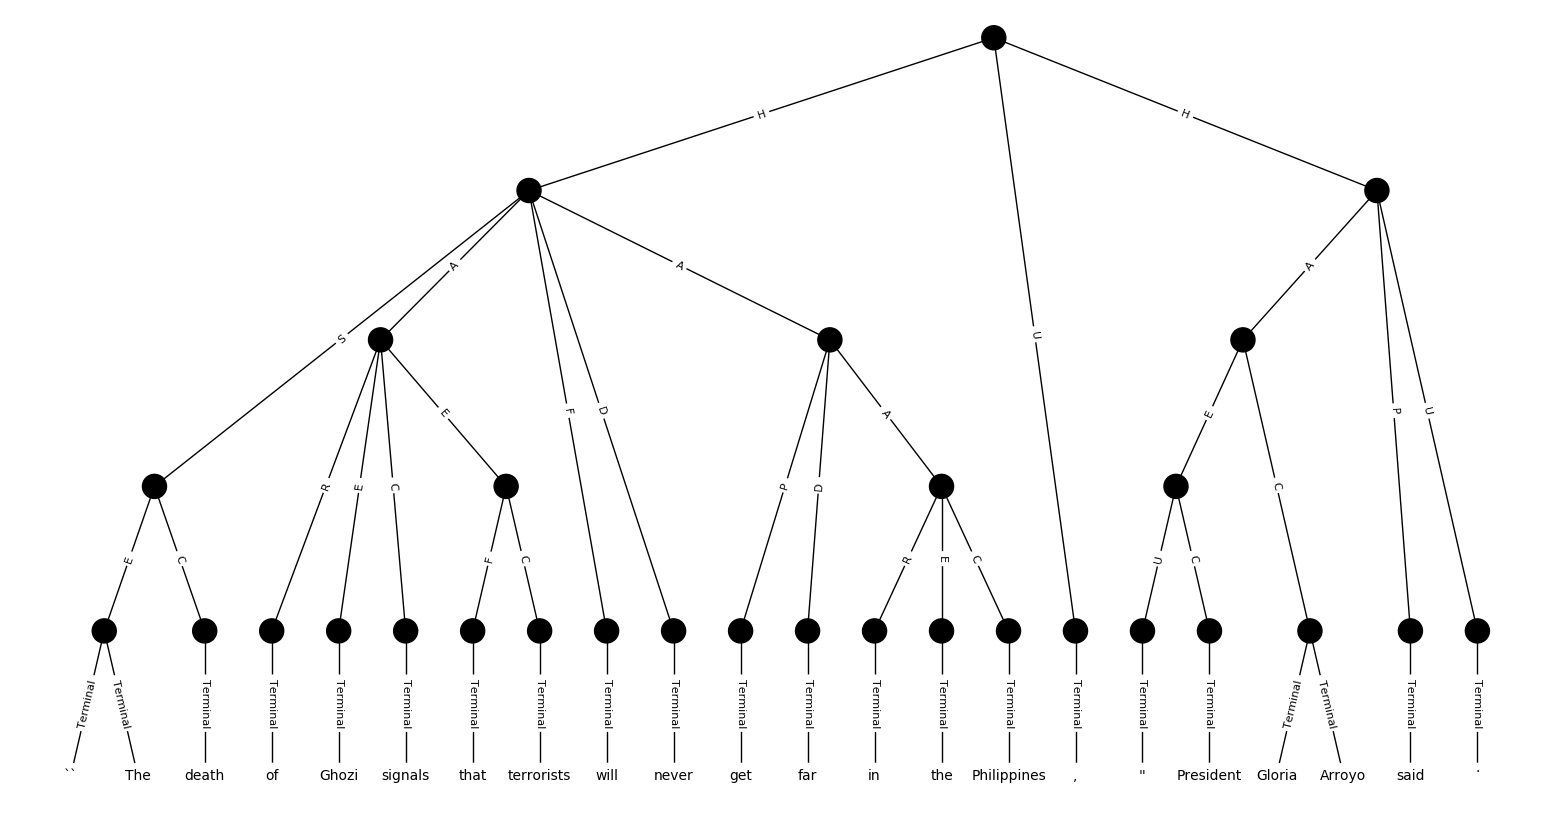 H H
A A A
S U
E F D E P U
R E C P D A C
E C F C R E C U C
Terminal Terminal Terminal Terminal Terminal Terminal Terminal Terminal Terminal Terminal Terminal Terminal Terminal Terminal Terminal Terminal Terminal Terminal Terminal Terminal Terminal Terminal
`` The death of Ghozi signals that terrorists will never get far in the Philippines , " President Gloria Arroyo said .